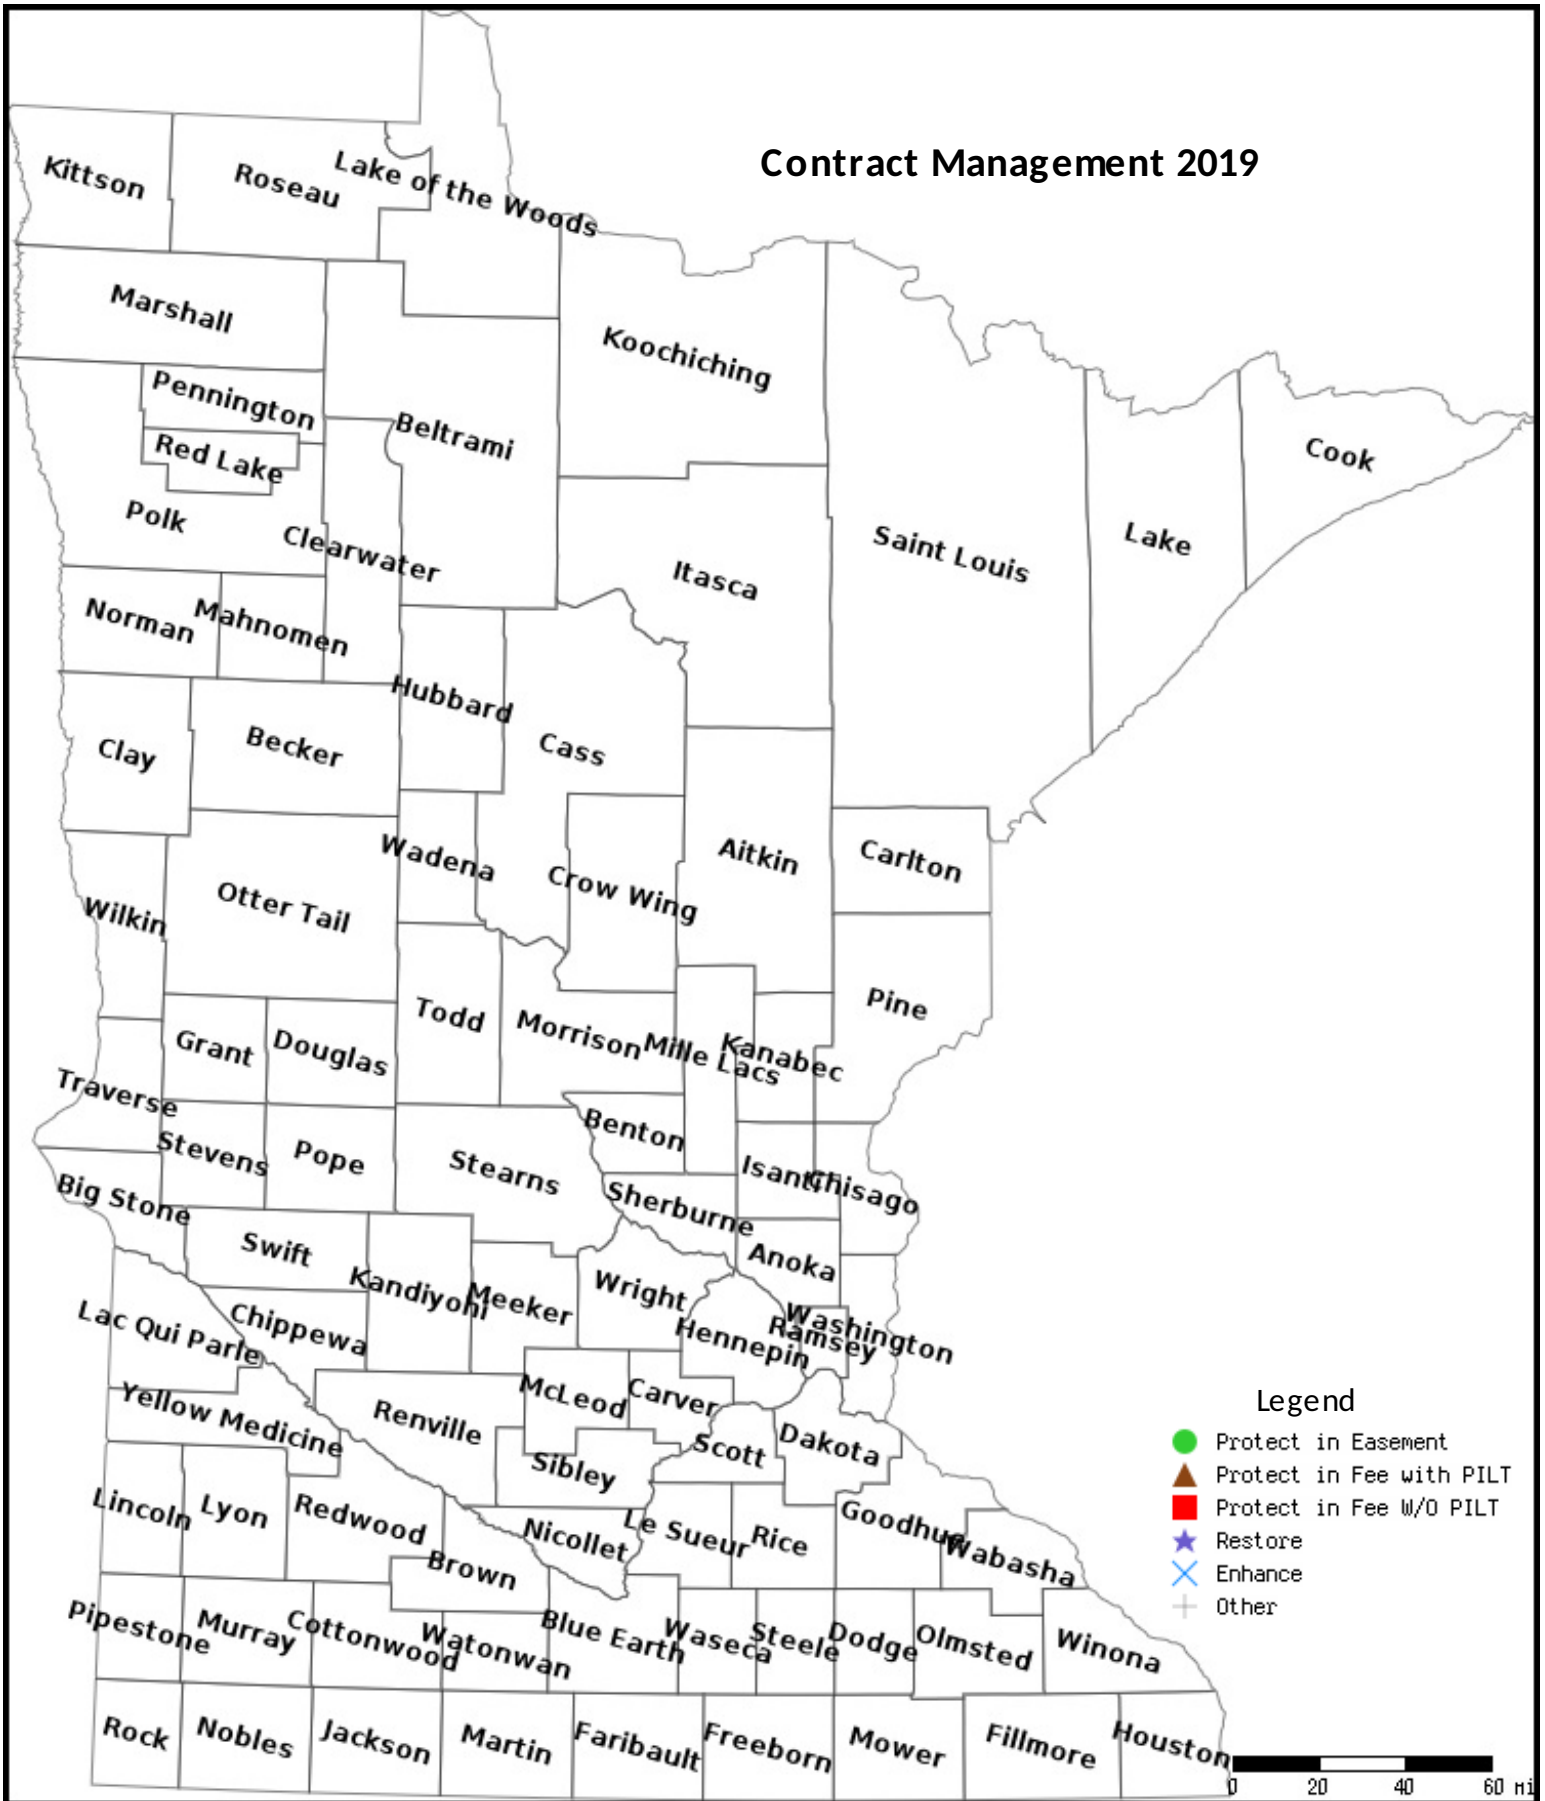 Contract Management 2019
Kittson
Roseau
Lake of the Woods
Marshall
Koochiching
Pennington
Beltrami
Red Lake
Cook
Polk
Clearwater
Saint Louis
Lake
Itasca
Norman
Mahnomen
Hubbard
Clay
Becker
Cass
Wadena
Aitkin
Carlton
Otter Tail
Crow Wing
Wilkin
Pine
Todd
Morrison
Mille Lacs
Kanabec
Grant
Douglas
Traverse
Benton
Stevens
Pope
Stearns
Isanti
Chisago
Big Stone
Sherburne
Swift
Anoka
Kandiyohi
Meeker
Wright
Lac Qui Parle
Chippewa
Hennepin
Ramsey
Washington
McLeod
Carver
Yellow Medicine
Renville
Scott
Dakota
Sibley
Lincoln
Lyon
Redwood
Nicollet
Le Sueur
Rice
Goodhue
Wabasha
Brown
Pipestone
Murray
Cottonwood
Watonwan
Blue Earth
Waseca
Steele
Dodge
Olmsted
Winona
Rock
Nobles
Jackson
Martin
Faribault
Freeborn
Mower
Fillmore
Houston
Legend
Protect in Easement
Protect in Fee with PILT
Protect in Fee W/O PILT
Restore
Enhance
Other
0 20 40 60 mi